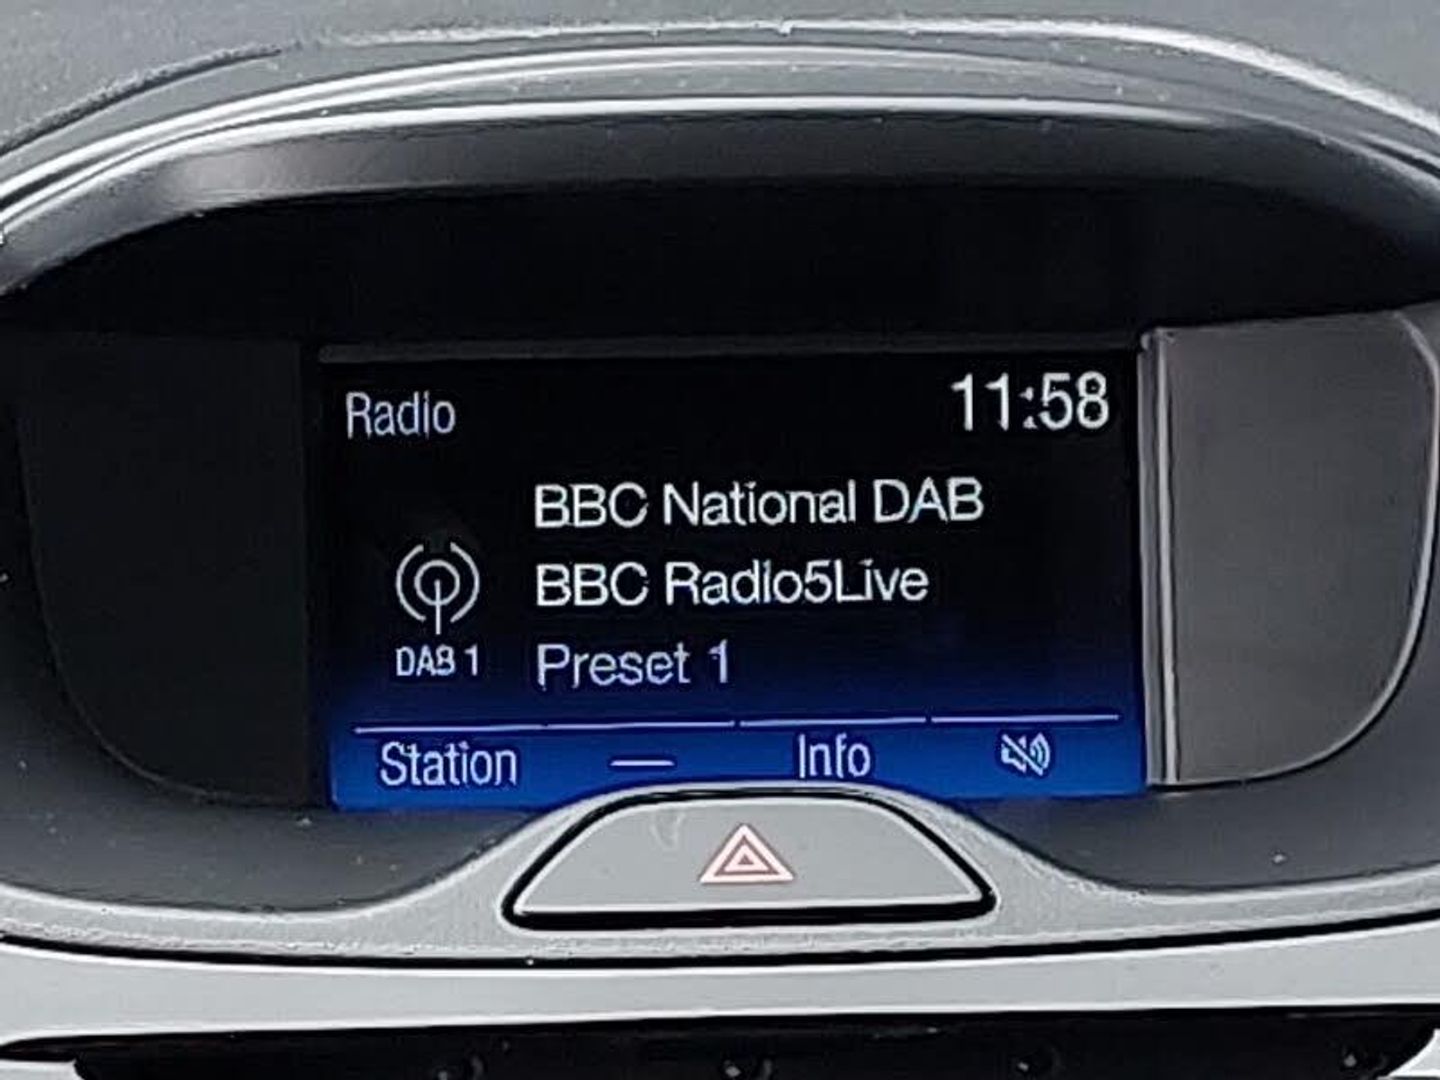 Radio 11:58
BBC National DAB
BBC Radio5Live
DAB 1 Preset 1
Station — Info